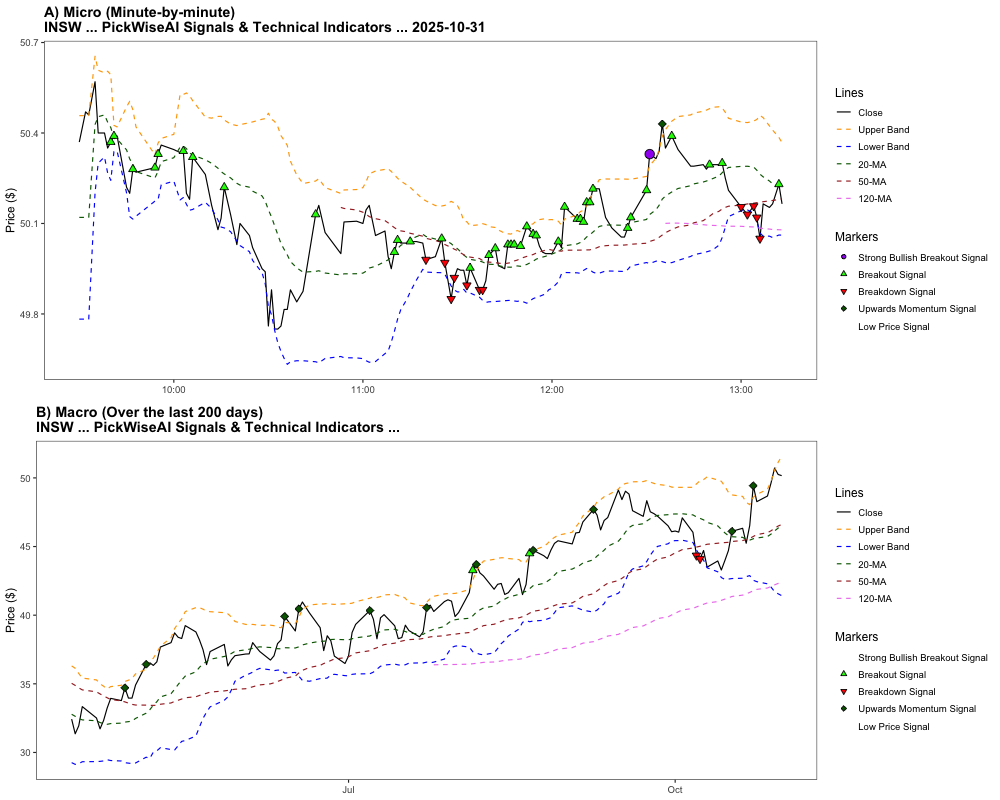 A) Micro (Minute-by-minute)
INSW ... PickWiseAI Signals & Technical Indicators ... 2025-10-31
50.7
50.4
50.1
49.8
Price ($)
10:00
11:00
12:00
13:00
Lines
Close
Upper Band
Lower Band
20-MA
50-MA
120-MA
Markers
Strong Bullish Breakout Signal
Breakout Signal
Breakdown Signal
Upwards Momentum Signal
Low Price Signal
B) Macro (Over the last 200 days)
INSW ... PickWiseAI Signals & Technical Indicators ...
50
45
40
35
30
Price ($)
Jul
Oct
Lines
Close
Upper Band
Lower Band
20-MA
50-MA
120-MA
Markers
Strong Bullish Breakout Signal
Breakout Signal
Breakdown Signal
Upwards Momentum Signal
Low Price Signal